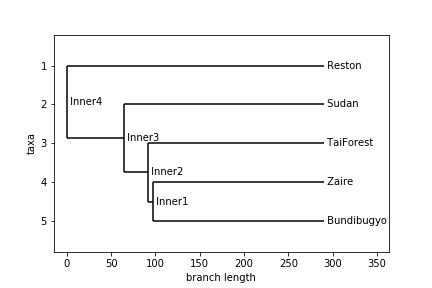 1
Reston
Inner4
2
Sudan
Inner3
3
TaiForest
Inner2
4
Zaire
Inner1
5
Bundibugyo
taxa
0 50 100 150 200 250 300 350
branch length